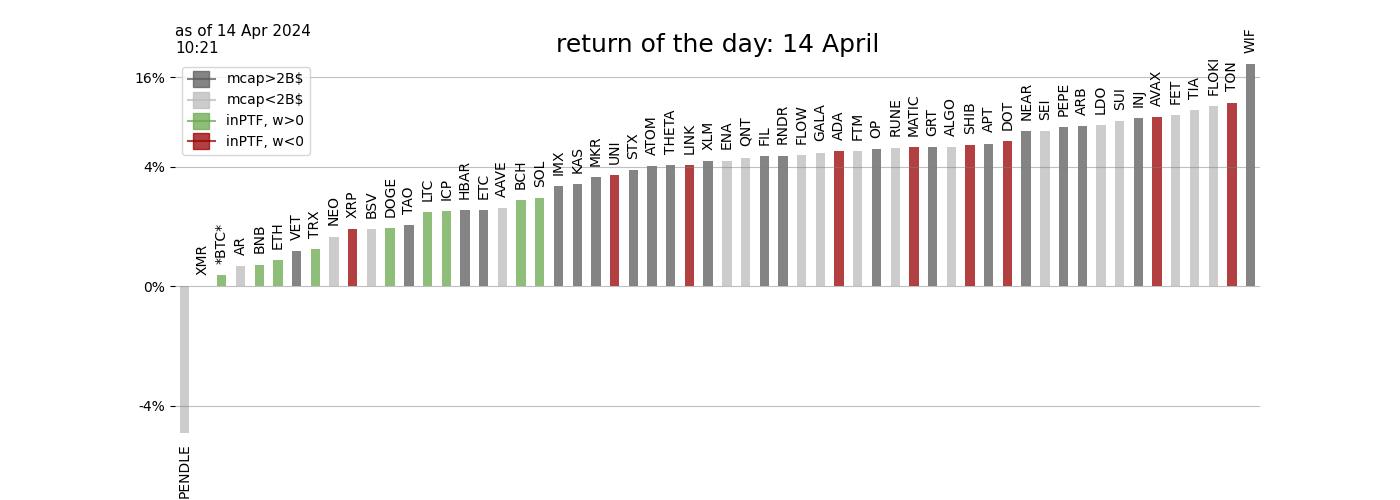 as of 14 Apr 2024
10:21
return of the day: 14 April
mcap>2B$
mcap<2B$
inPTF, w>0
inPTF, w<0
16%
4%
0%
-4%
PENDLE
XMR
*BTC*
AR
BNB
ETH
VET
TRX
NEO
XRP
BSV
DOGE
TAO
LTC
ICP
HBAR
ETC
AAVE
BCH
SOL
IMX
KAS
MKR
UNI
STX
ATOM
THETA
LINK
XLM
ENA
QNT
FIL
RNDR
FLOW
GALA
ADA
FTM
OP
RUNE
MATIC
GRT
ALGO
SHIB
APT
DOT
NEAR
SEI
PEPE
ARB
LDO
SUI
INJ
AVAX
FET
TIA
FLOKI
TON
WIF